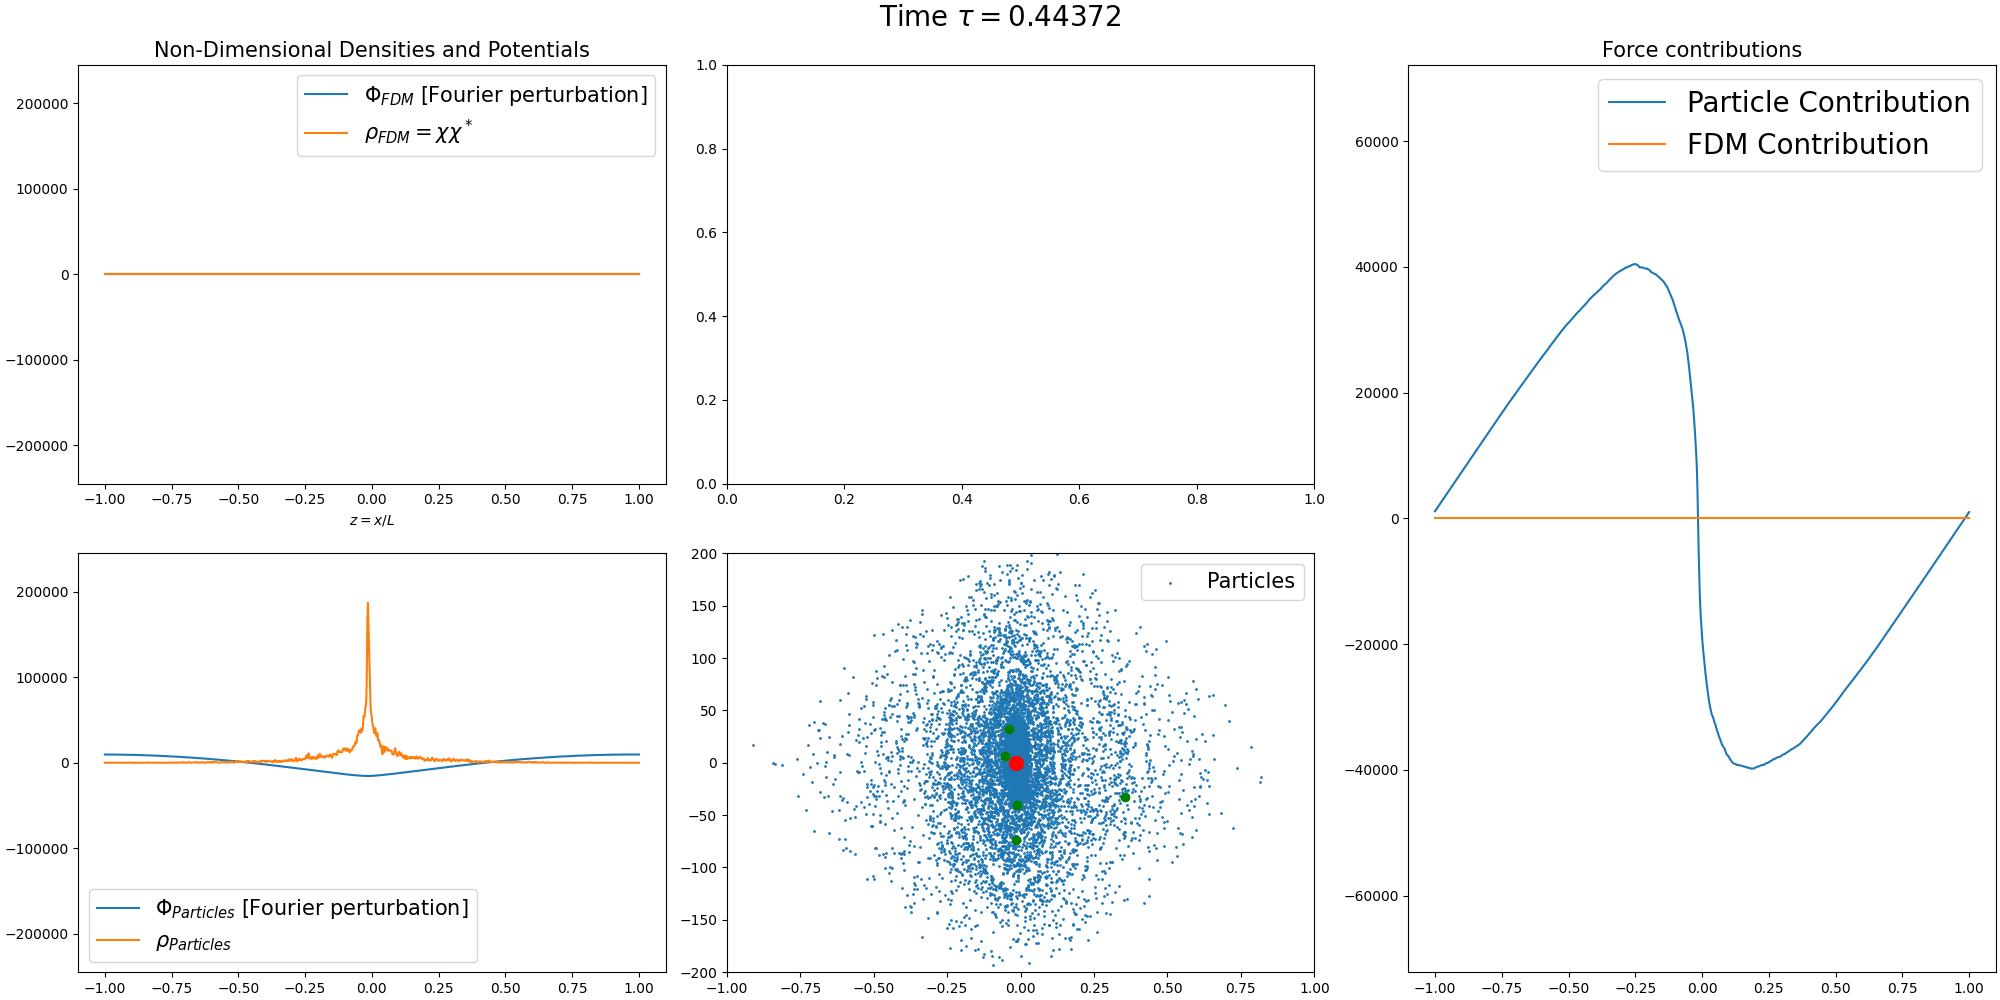 Time τ = 0.44372
Non-Dimensional Densities and Potentials
Φ_FDM [Fourier perturbation]
ρ_FDM = χχ*
200000
100000
0
−100000
−200000
−1.00 −0.75 −0.50 −0.25 0.00 0.25 0.50 0.75 1.00
z = x/L
1.0
0.8
0.6
0.4
0.2
0.0
0.0 0.2 0.4 0.6 0.8 1.0
Force contributions
Particle Contribution
FDM Contribution
60000
40000
20000
0
−20000
−40000
−60000
−1.00 −0.75 −0.50 −0.25 0.00 0.25 0.50 0.75 1.00
200000
100000
0
−100000
−200000
Φ_Particles [Fourier perturbation]
ρ_Particles
−1.00 −0.75 −0.50 −0.25 0.00 0.25 0.50 0.75 1.00
Particles
200
150
100
50
0
−50
−100
−150
−200
−1.00 −0.75 −0.50 −0.25 0.00 0.25 0.50 0.75 1.00